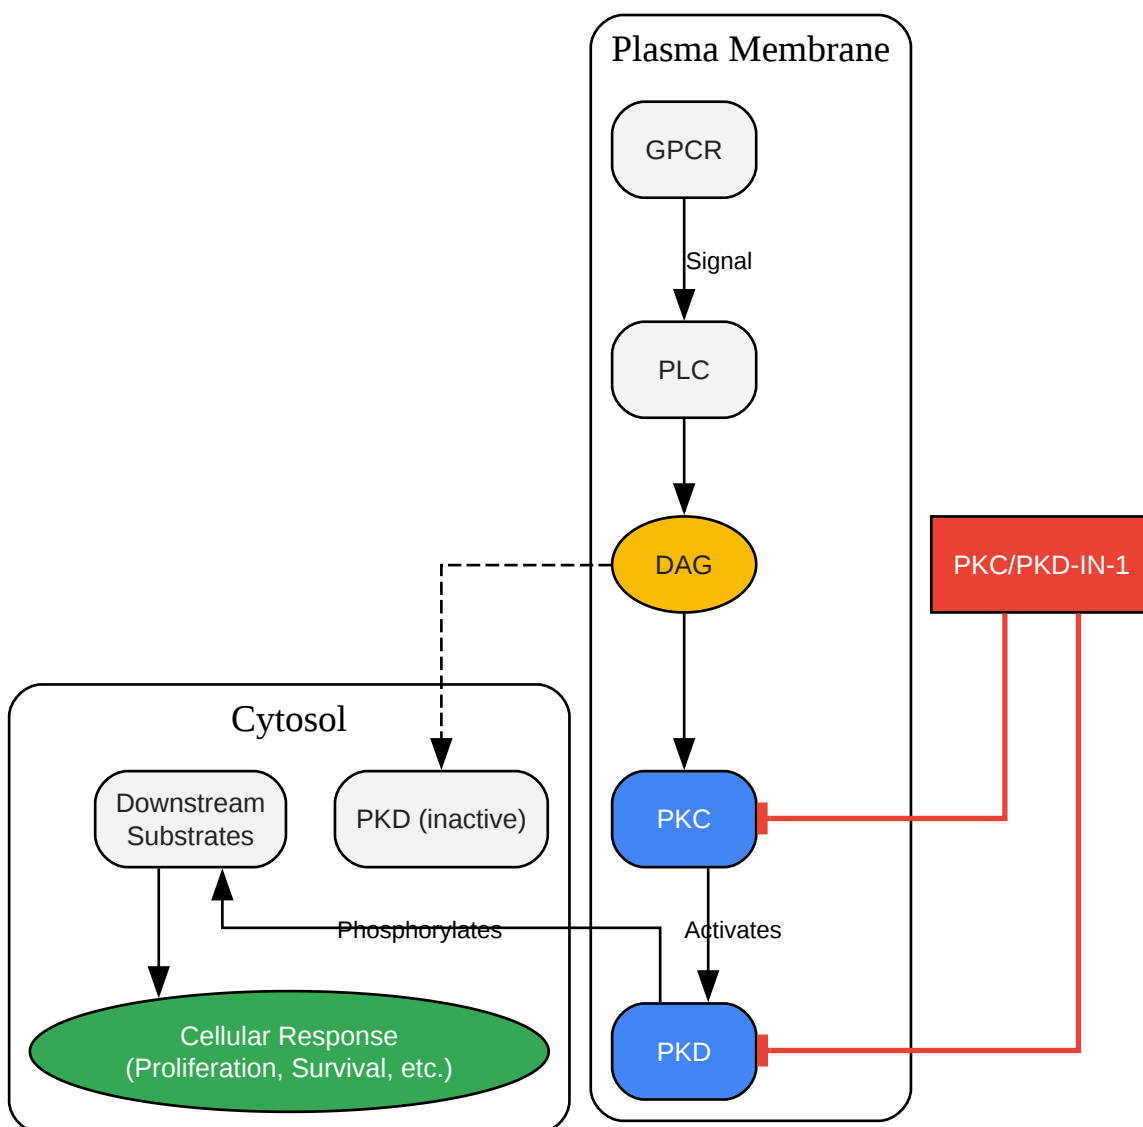 Plasma Membrane
GPCR
Signal
PLC
DAG
PKC/PKD-IN-1
Cytosol
Downstream
Substrates
PKD (inactive)
PKC
Phosphorylates
Activates
Cellular Response
(Proliferation, Survival, etc.)
PKD